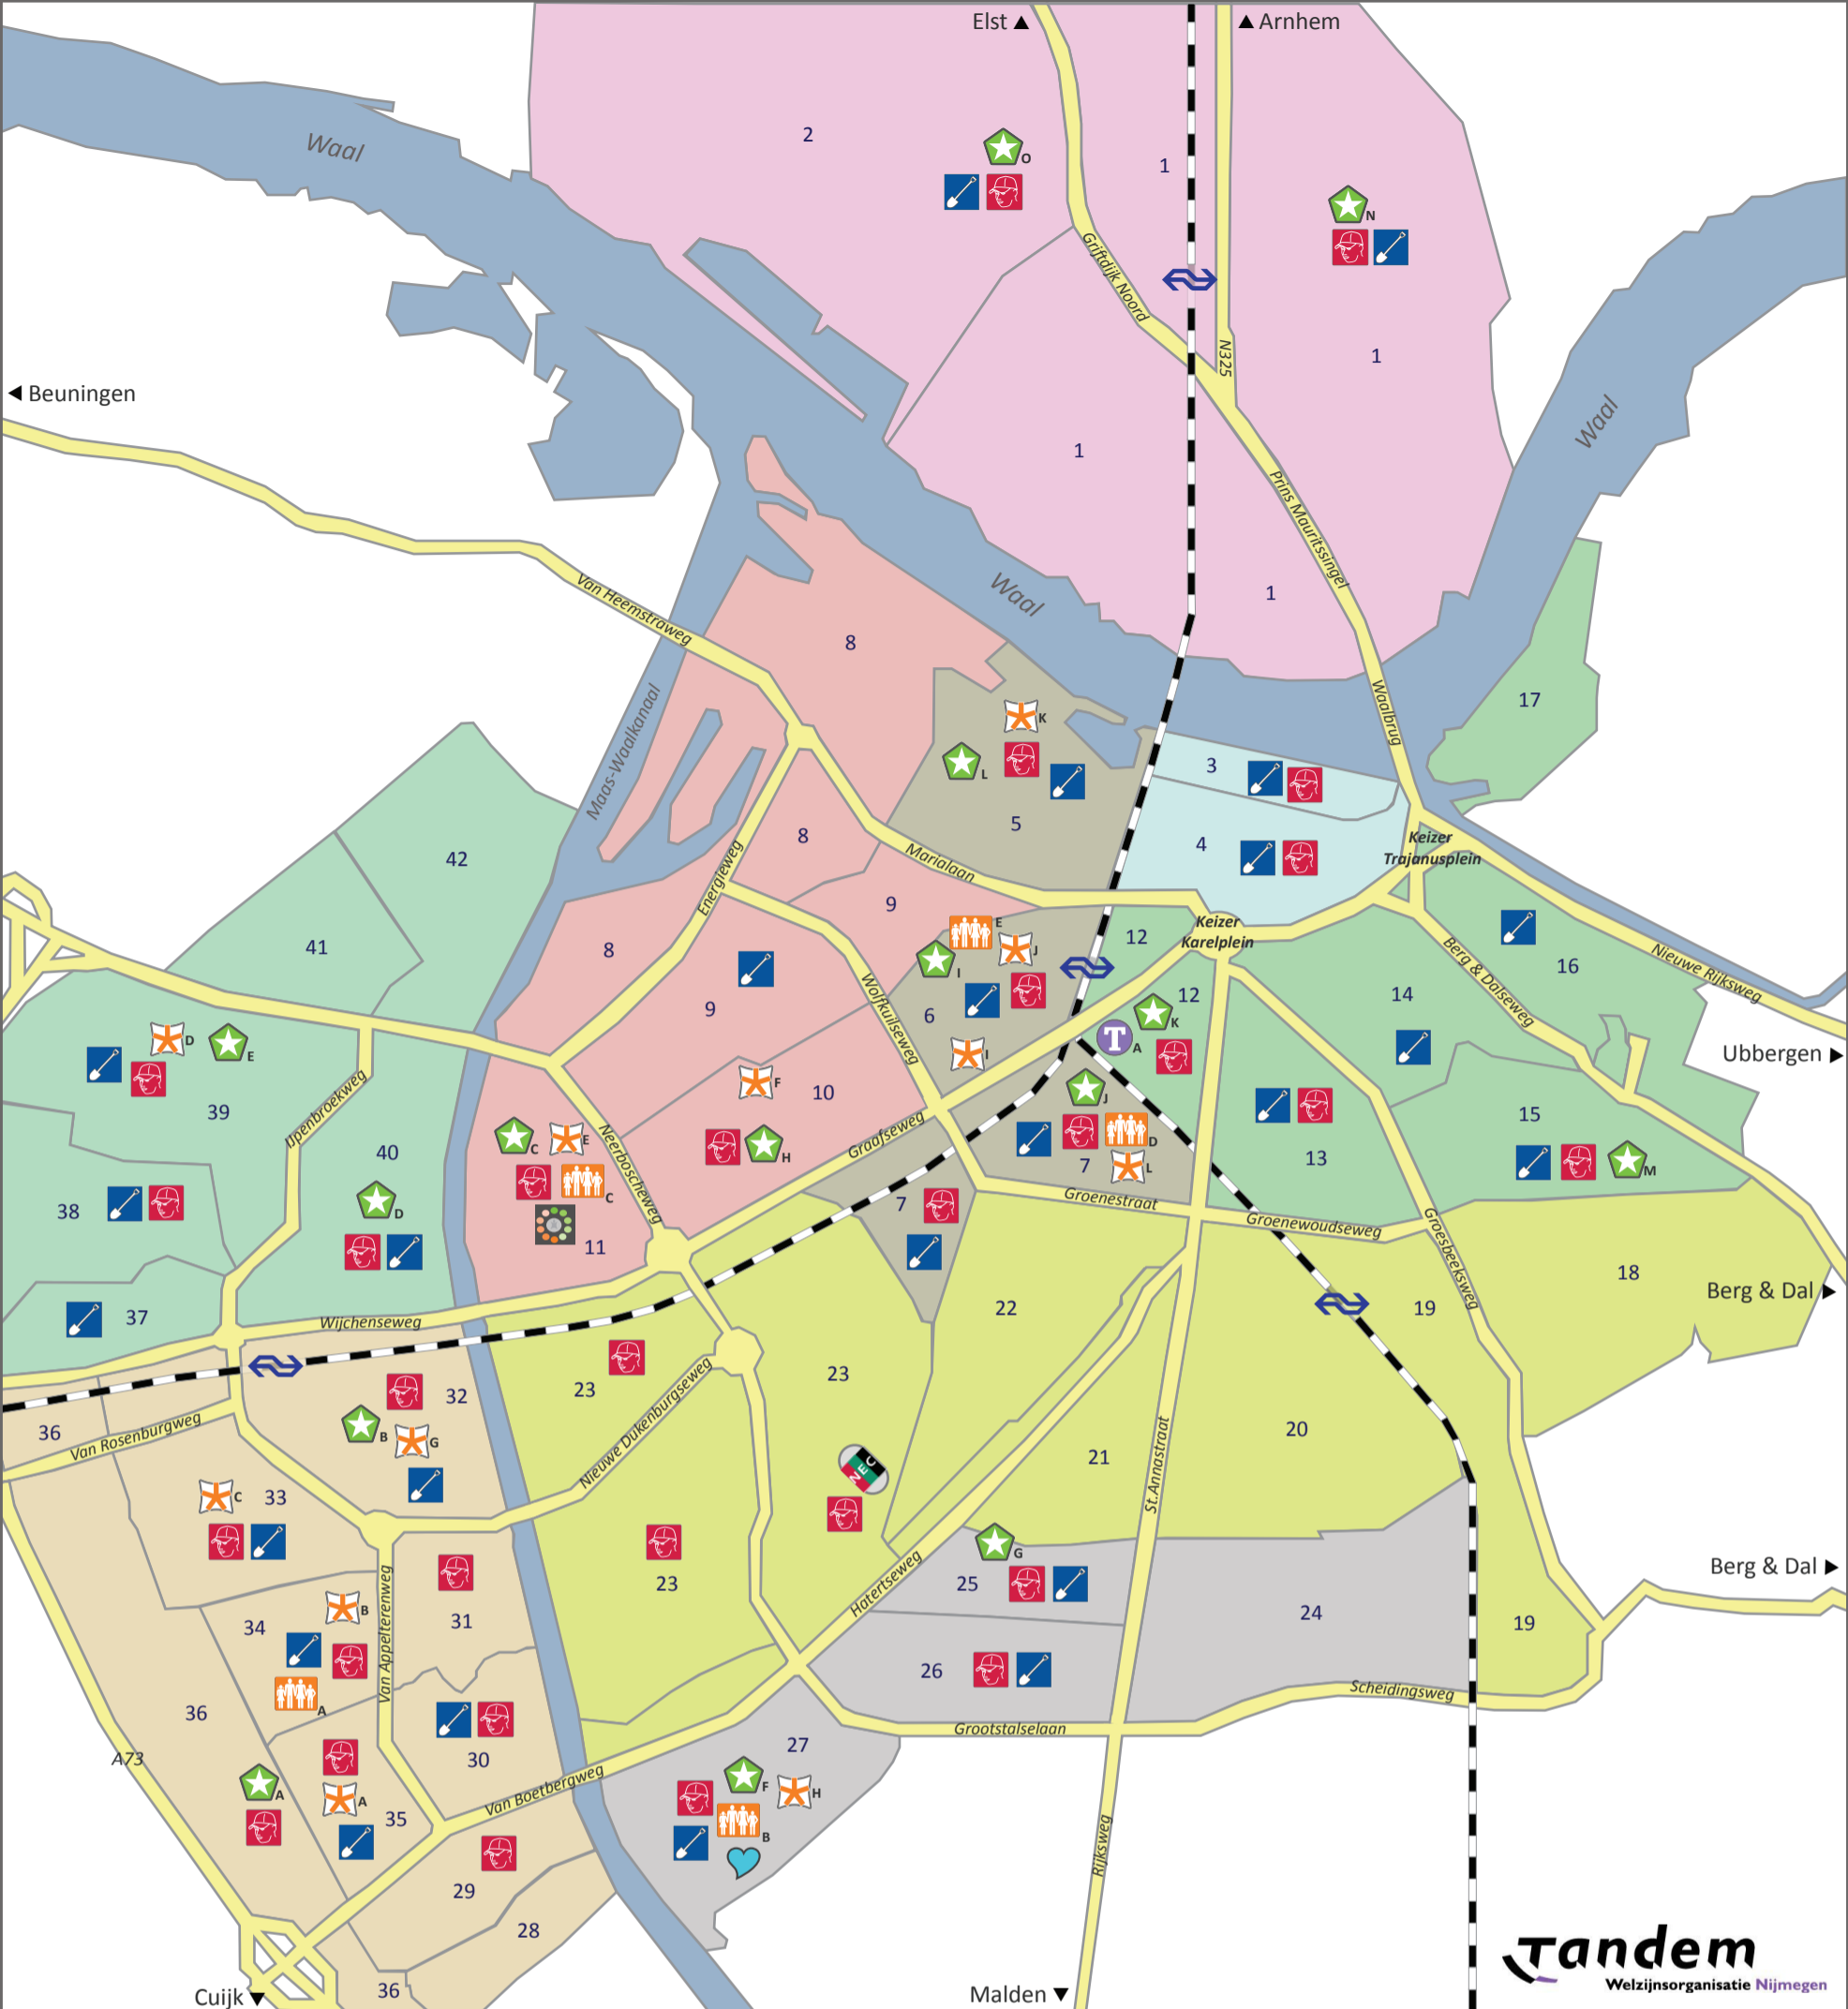 Elst ▲
▲ Arnhem
Waal
2
O
1
N
Griftdijk Noord
N325
1
◄ Beuningen
Waal
1
Prins Mauritssingel
Van Heemstraweg
Waal
1
8
17
Maas-Waalkanaal
K
Waalbrug
L
3
5
4
Keizer
Trajanusplein
8
Marialaan
42
Energieweg
9
E
Keizer
Karelplein
12
41
8
J
I
Berg & Dalseweg
16
Nieuwe Rijksweg
9
Wolfkuilseweg
6
12
14
K
D
E
I
T
A
Ubbergen ►
F
10
J
39
IJpenbroekweg
15
C
E
Neerboscheweg
H
Graafseweg
D
40
7
L
13
M
C
38
D
7
Groenestraat
Groenewoudseweg
Groesbeekseweg
11
18
Berg & Dal ►
37
Wijchenseweg
22
19
23
23
32
Nieuwe Dukenburgseweg
36
Van Rosenburgweg
B
G
20
21
NEC
St.Annastraat
C
33
G
23
Hatertseweg
25
24
Berg & Dal ►
B
34
31
Van Appelterenweg
19
26
A
Scheidingsweg
36
Grootstalselaan
27
A73
30
A
A
35
Van Boetbergweg
F
H
B
Rijksweg
29
28
36
Cuijk ▼
Malden ▼
Tandem
Welzijnsorganisatie Nijmegen